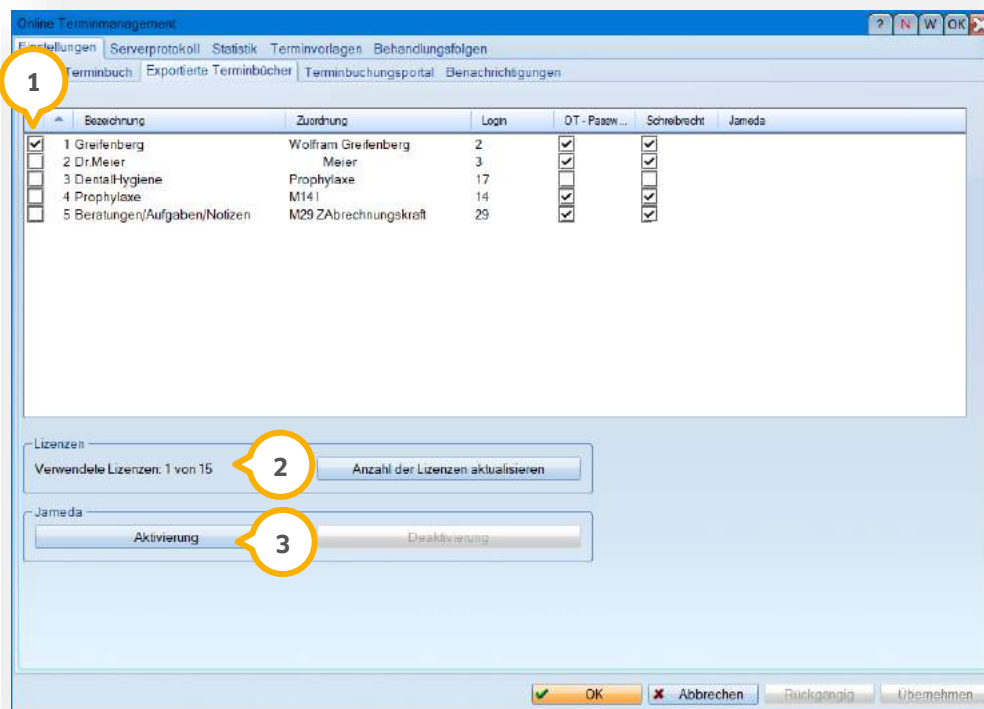 Online Terminmanagement ? N W OK
Einstellungen Serverprotokoll Statistik Terminvorlagen Behandlungsfolgen
1 Terminbuch Exportierte Terminbücher Terminbuchungsportal Benachrichtigungen
Bezeichnung Zuordnung Login OT - Passw... Schreibrecht Jameda
1 Greifenberg Wolfram Greifenberg 2
2 Dr.Meier Meier 3
3 DentalHygiene Prophylaxe 17
4 Prophylaxe M14 I 14
5 Beratungen/Aufgaben/Notizen M29 ZAbrechnungskraft 29
Lizenzen
Verwendete Lizenzen: 1 von 15 2 Anzahl der Lizenzen aktualisieren
Jameda
Aktivierung 3 Deaktivierung
OK Abbrechen Rückgängig Übernehmen